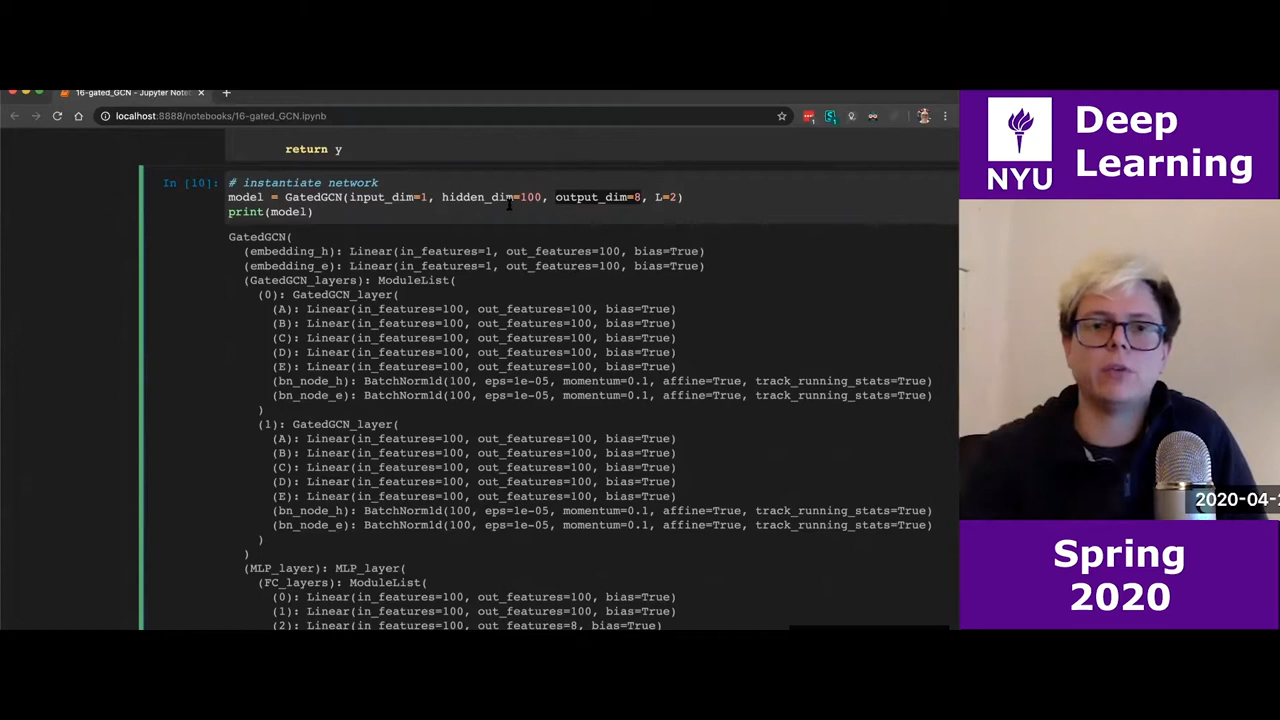 16-gated_GCN - Jupyter Note
localhost:8888/notebooks/16-gated_GCN.ipynb
return y
In [10]:
# instantiate network
model = GatedGCN(input_dim=1, hidden_dim=100, output_dim=8, L=2)
print(model)
GatedGCN(
(embedding_h): Linear(in_features=1, out_features=100, bias=True)
(embedding_e): Linear(in_features=1, out_features=100, bias=True)
(GatedGCN_layers): ModuleList(
(0): GatedGCN_layer(
(A): Linear(in_features=100, out_features=100, bias=True)
(B): Linear(in_features=100, out_features=100, bias=True)
(C): Linear(in_features=100, out_features=100, bias=True)
(D): Linear(in_features=100, out_features=100, bias=True)
(E): Linear(in_features=100, out_features=100, bias=True)
(bn_node_h): BatchNorm1d(100, eps=1e-05, momentum=0.1, affine=True, track_running_stats=True)
(bn_node_e): BatchNorm1d(100, eps=1e-05, momentum=0.1, affine=True, track_running_stats=True)
)
(1): GatedGCN_layer(
(A): Linear(in_features=100, out_features=100, bias=True)
(B): Linear(in_features=100, out_features=100, bias=True)
(C): Linear(in_features=100, out_features=100, bias=True)
(D): Linear(in_features=100, out_features=100, bias=True)
(E): Linear(in_features=100, out_features=100, bias=True)
(bn_node_h): BatchNorm1d(100, eps=1e-05, momentum=0.1, affine=True, track_running_stats=True)
(bn_node_e): BatchNorm1d(100, eps=1e-05, momentum=0.1, affine=True, track_running_stats=True)
)
)
(MLP_layer): MLP_layer(
(FC_layers): ModuleList(
(0): Linear(in_features=100, out_features=100, bias=True)
(1): Linear(in_features=100, out_features=100, bias=True)
(2): Linear(in_features=100, out_features=8, bias=True)
NYU
Deep
Learning
2020-04-2
Spring
2020